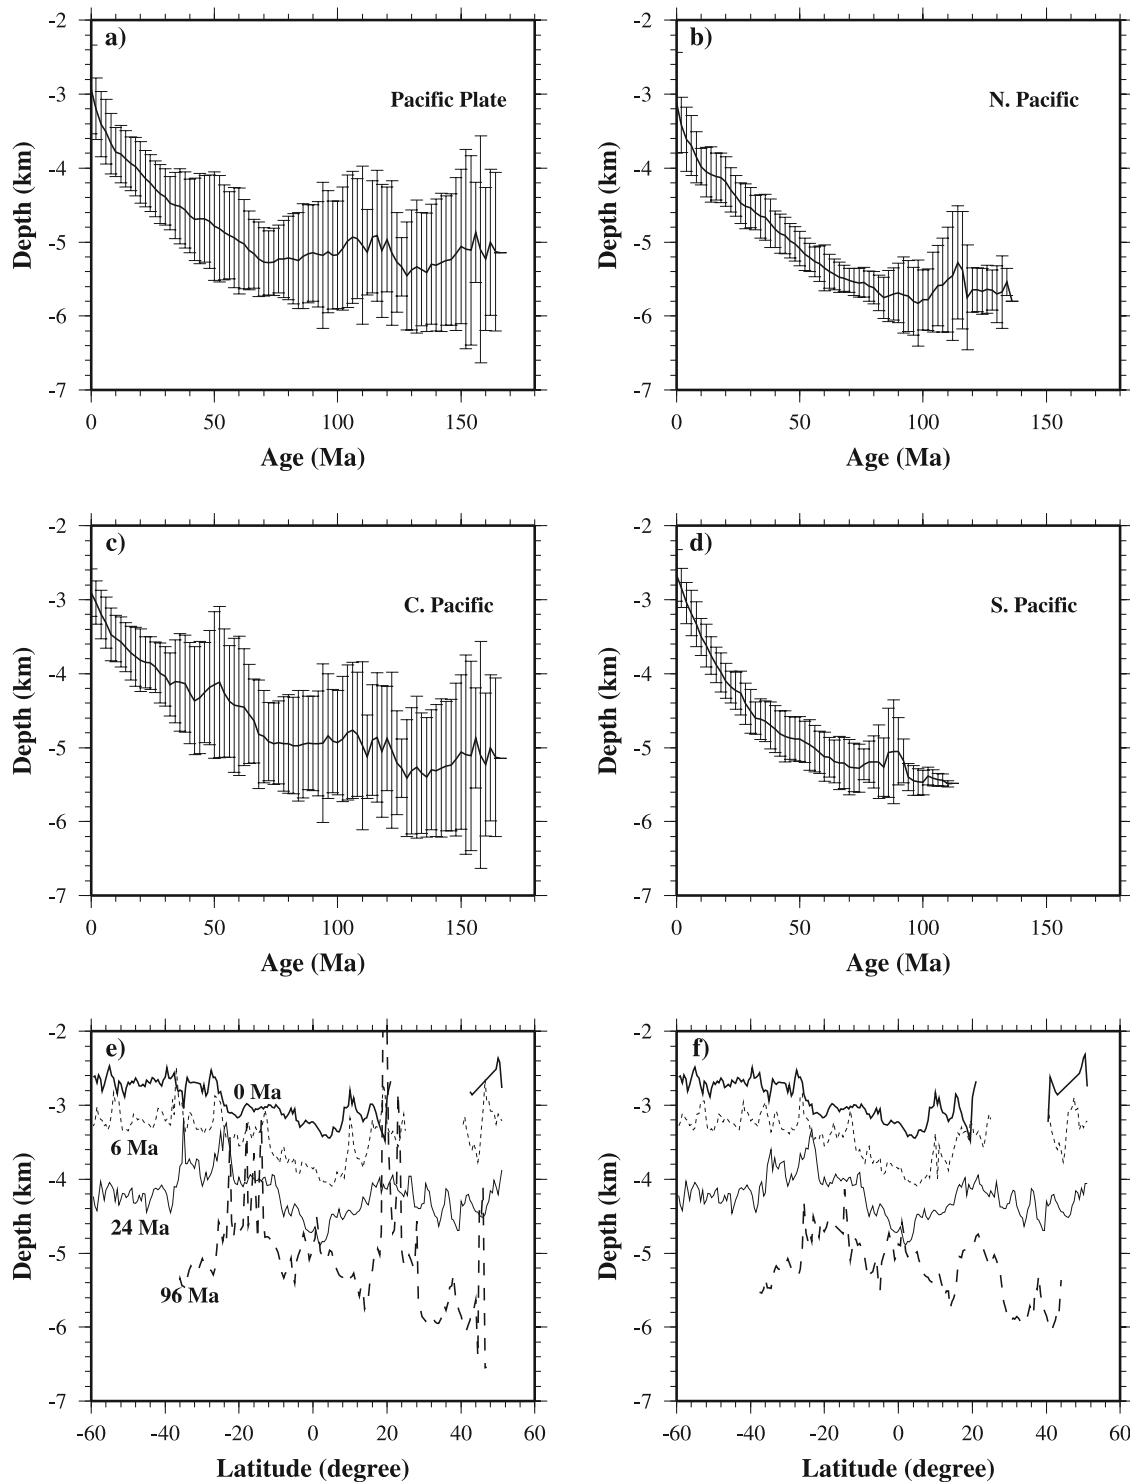 a)
Pacific Plate
-2
-3
-4
-5
-6
-7
Depth (km)
0 50 100 150
Age (Ma)
b)
N. Pacific
-2
-3
-4
-5
-6
-7
Depth (km)
0 50 100 150
Age (Ma)
c)
C. Pacific
-2
-3
-4
-5
-6
-7
Depth (km)
0 50 100 150
Age (Ma)
d)
S. Pacific
-2
-3
-4
-5
-6
-7
Depth (km)
0 50 100 150
Age (Ma)
e)
0 Ma
6 Ma
24 Ma
96 Ma
-2
-3
-4
-5
-6
-7
Depth (km)
-60 -40 -20 0 20 40 60
Latitude (degree)
f)
-2
-3
-4
-5
-6
-7
Depth (km)
-60 -40 -20 0 20 40 60
Latitude (degree)